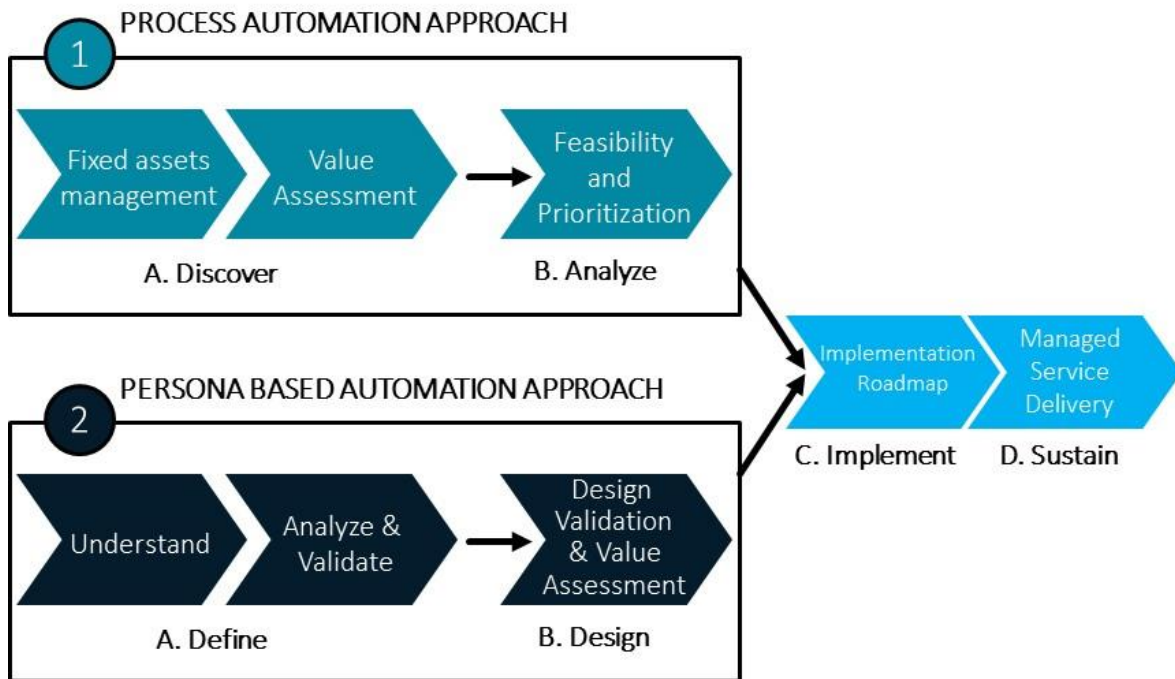 1
PROCESS AUTOMATION APPROACH
Fixed assets
management
Value
Assessment
Feasibility
and
Prioritization
A. Discover
B. Analyze
2
PERSONA BASED AUTOMATION APPROACH
Understand
Analyze &
Validate
Design
Validation
& Value
Assessment
A. Define
B. Design
Implementation
Roadmap
Managed
Service
Delivery
C. Implement
D. Sustain